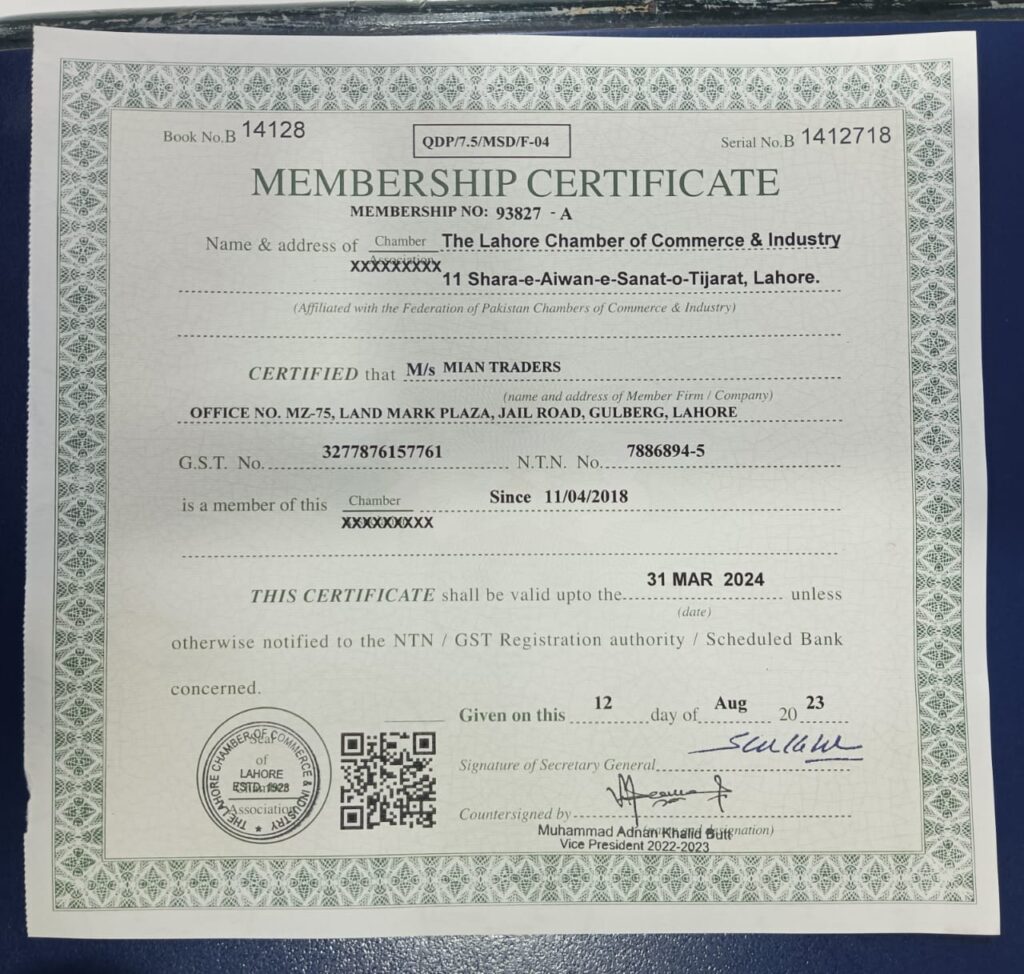 Book No.B 14128
QDP/7.5/MSD/F-04
Serial No.B 1412718
MEMBERSHIP CERTIFICATE
MEMBERSHIP NO: 93827 - A
Name & address of Chamber The Lahore Chamber of Commerce & Industry
Association XXXXXXXXX
11 Shara-e-Aiwan-e-Sanat-o-Tijarat, Lahore.
(Affiliated with the Federation of Pakistan Chambers of Commerce & Industry)
CERTIFIED that M/s MIAN TRADERS
(name and address of Member Firm / Company)
OFFICE NO. MZ-75, LAND MARK PLAZA, JAIL ROAD, GULBERG, LAHORE
G.S.T. No. 3277876157761 N.T.N. No. 7886894-5
is a member of this Chamber Since 11/04/2018
XXXXXXXXX
THIS CERTIFICATE shall be valid upto the 31 MAR 2024 unless
(date)
otherwise notified to the NTN / GST Registration authority / Scheduled Bank
concerned.
Given on this 12 day of Aug 20 23
Signature of Secretary General
Countersigned by
Muhammad Adnan Khalid Butt
Vice President 2022-2023
THE LAHORE CHAMBER OF COMMERCE & INDUSTRY
Seal
of
LAHORE
ESTD. 1923
Association